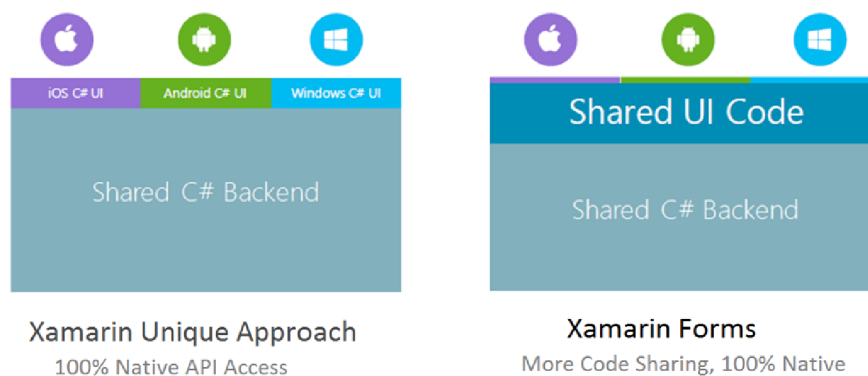 iOS C# UI
Android C# UI
Windows C# UI
Shared C# Backend
Xamarin Unique Approach
100% Native API Access
Shared UI Code
Shared C# Backend
Xamarin Forms
More Code Sharing, 100% Native